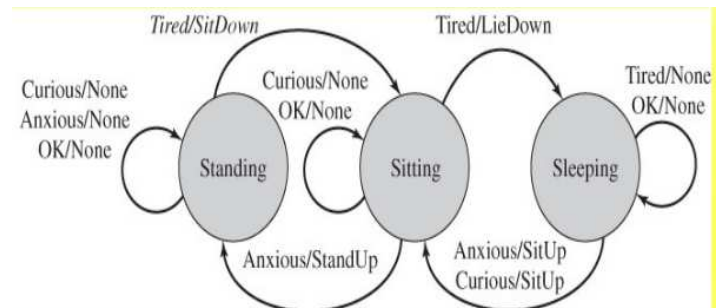 Tired/SitDown
Tired/LieDown
Curious/None
Anxious/None
OK/None
Curious/None
OK/None
Tired/None
OK/None
Standing
Sitting
Sleeping
Anxious/StandUp
Anxious/SitUp
Curious/SitUp